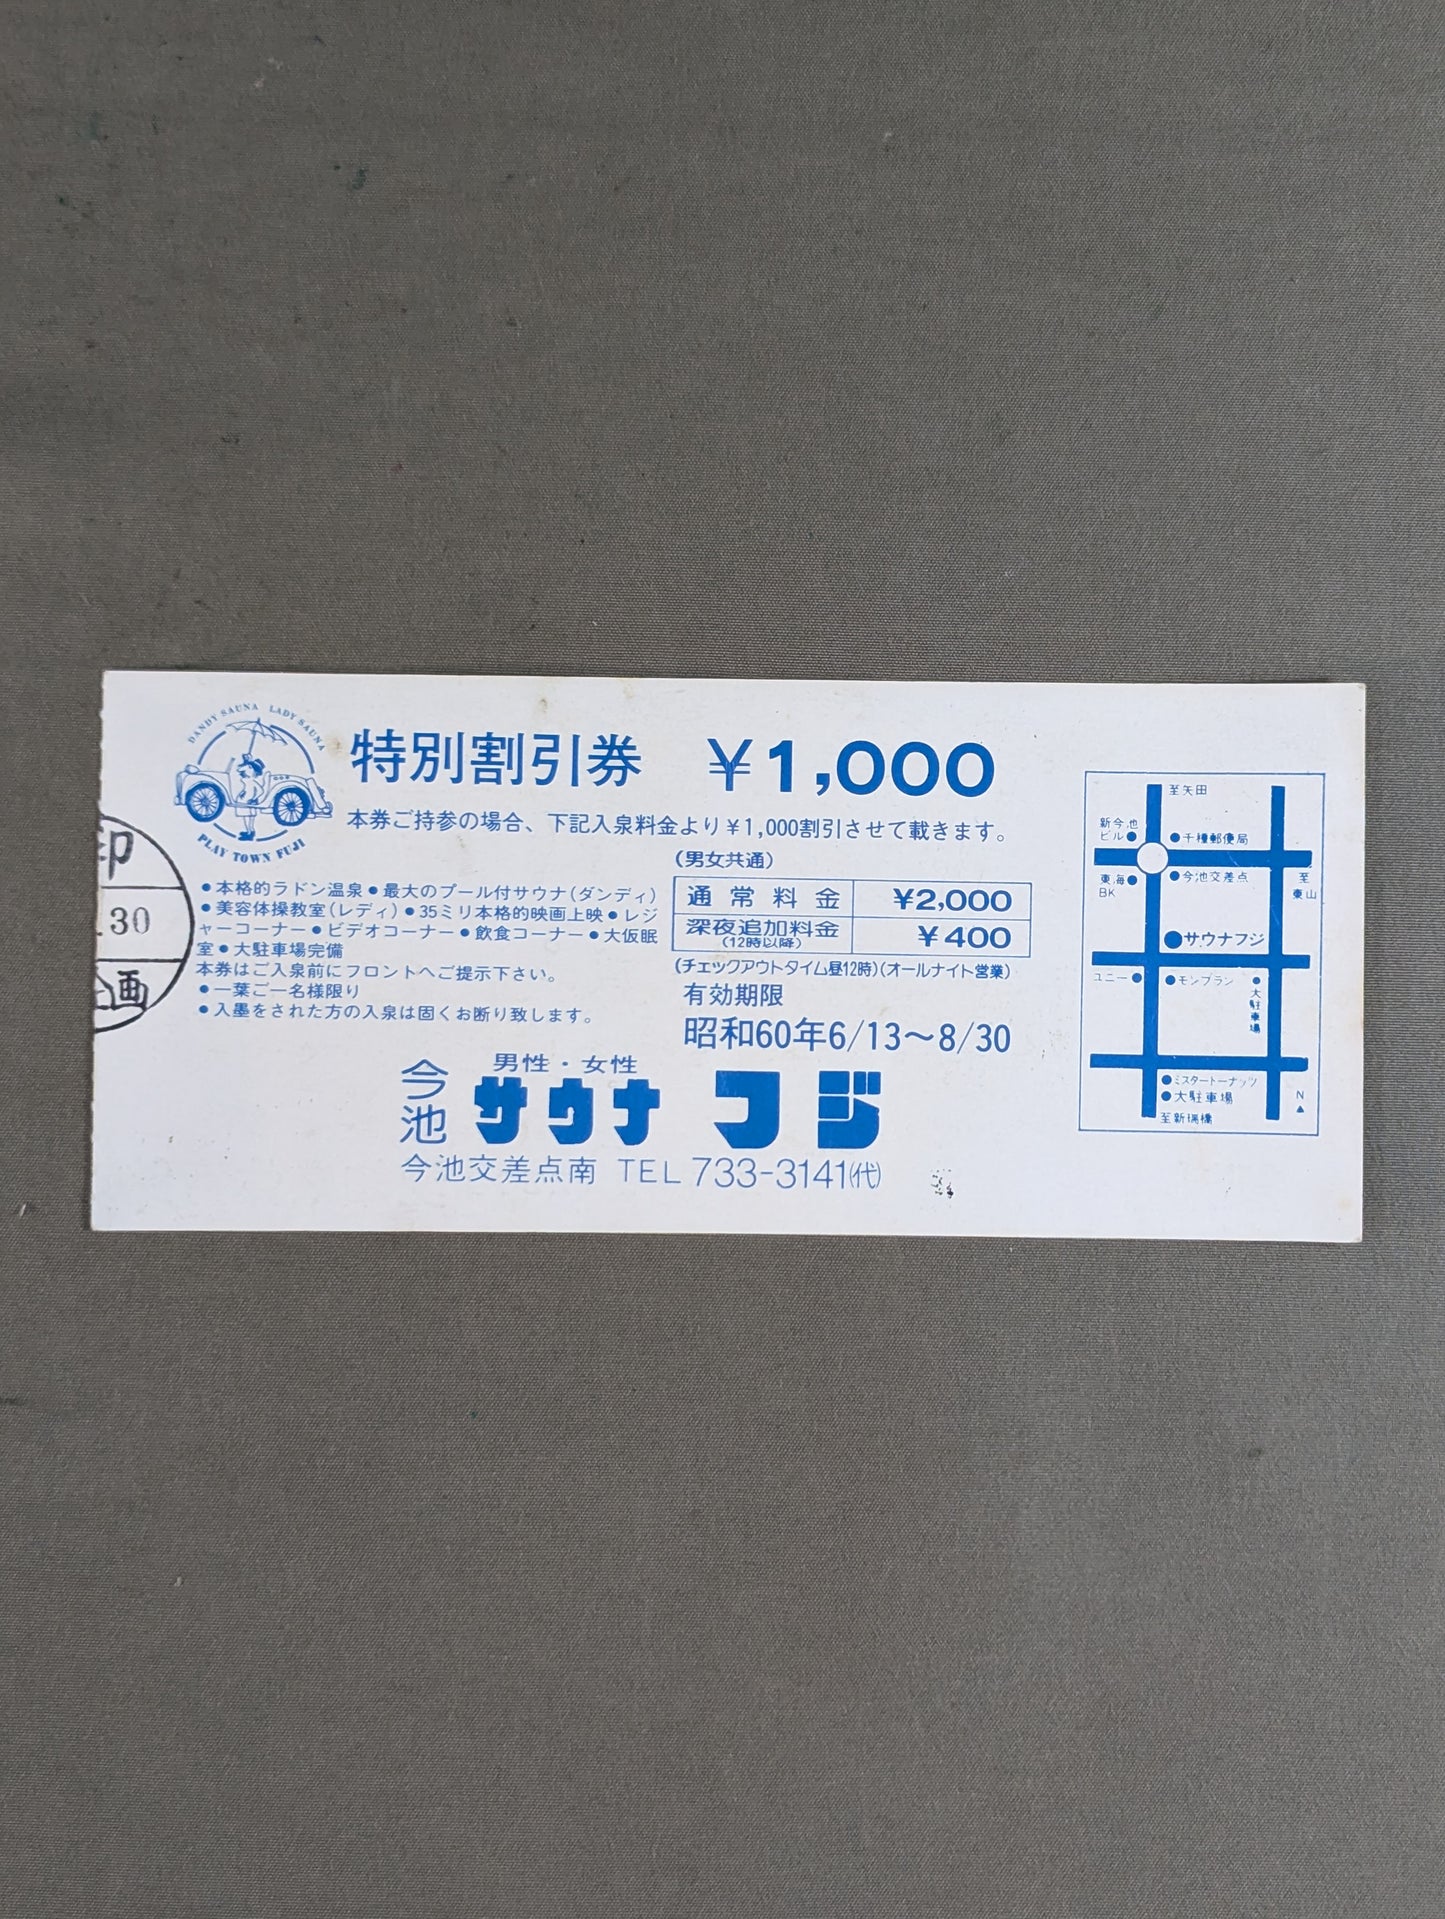 DANDY SAUNA LADY SAUNA
PLAY TOWN FUJI
特別割引券 ¥1,000
本券ご持参の場合、下記入泉料金より¥1,000割引させて載きます。
(男女共通)
通常料金 ¥2,000
深夜追加料金 ¥400
(12時以降)
(チェックアウトタイム昼12時)(オールナイト営業)
有効期限
昭和60年6/13～8/30
●本格的ラドン温泉●最大のプール付サウナ(ダンディ)
●美容体操教室(レディ)●35ミリ本格的映画上映●レジ
ャーコーナー●ビデオコーナー●飲食コーナー●大仮眠
室●大駐車場完備
本券はご入泉前にフロントへご提示下さい。
●一葉ご一名様限り
●入墨をされた方の入泉は固くお断り致します。
男性・女性
今池 サウナ フジ
今池交差点南 TEL 733-3141(代)
印
.30
画
至矢田
新今池
ビル●
●千種郵便局
東海●
BK
●今池交差点
至
東山
●サウナフジ
ユニー●
●モンブラン
●大駐車場
●ミスタードーナッツ
●大駐車場
至新瑞橋
N